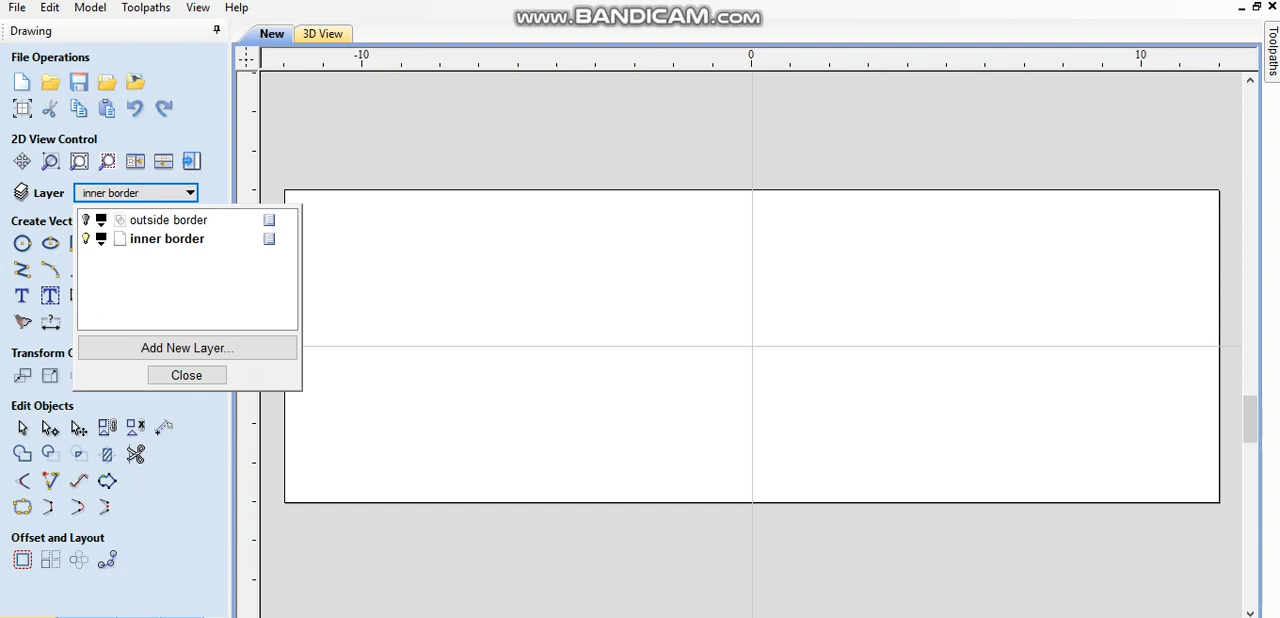 www.BANDICAM.com
File Edit Model Toolpaths View Help
Drawing
New 3D View
Toolpaths
-10 0 10
File Operations
2D View Control
Layer inner border
outside border
inner border
Create Vect
Add New Layer...
Close
Transform O
Edit Objects
Offset and Layout